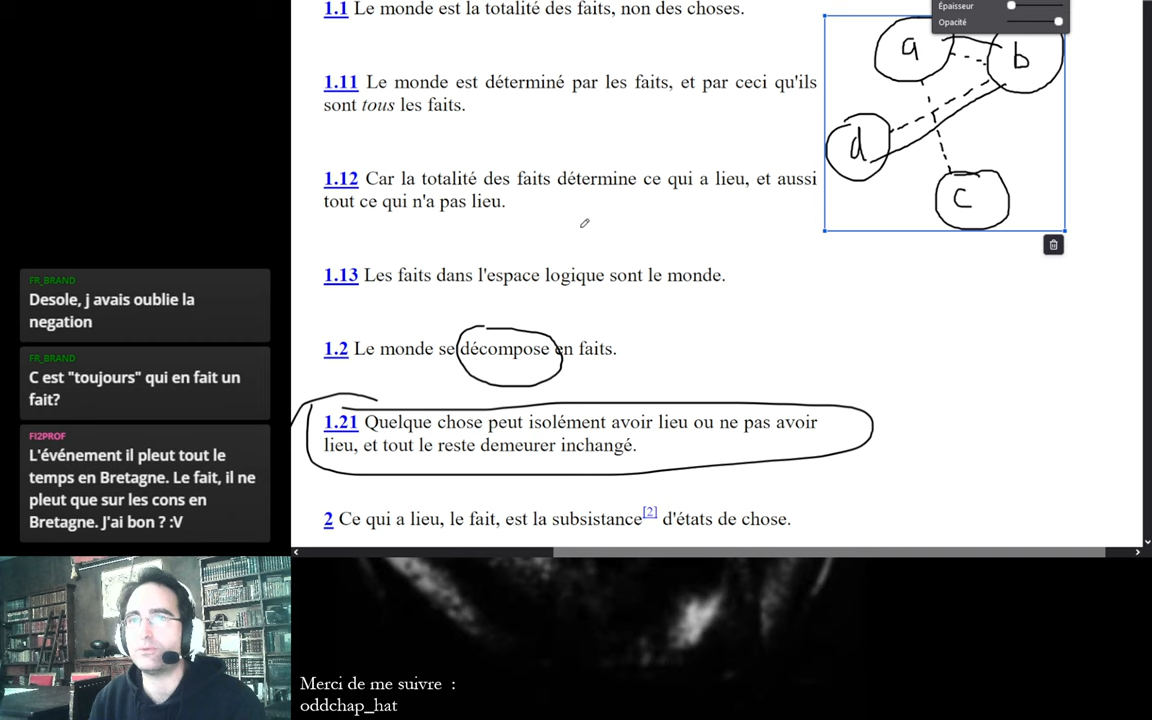 Épaisseur
Opacité
1.1 Le monde est la totalité des faits, non des choses.
1.11 Le monde est déterminé par les faits, et par ceci qu'ils
sont tous les faits.
1.12 Car la totalité des faits détermine ce qui a lieu, et aussi
tout ce qui n'a pas lieu.
1.13 Les faits dans l'espace logique sont le monde.
1.2 Le monde se décompose en faits.
1.21 Quelque chose peut isolément avoir lieu ou ne pas avoir
lieu, et tout le reste demeurer inchangé.
2 Ce qui a lieu, le fait, est la subsistance[2] d'états de chose.
a
b
d
c
FR_BRAND
Desole, j avais oublie la
negation
FR_BRAND
C est "toujours" qui en fait un
fait?
FI2PROF
L'événement il pleut tout le
temps en Bretagne. Le fait, il ne
pleut que sur les cons en
Bretagne. J'ai bon ? :V
Merci de me suivre :
oddchap_hat